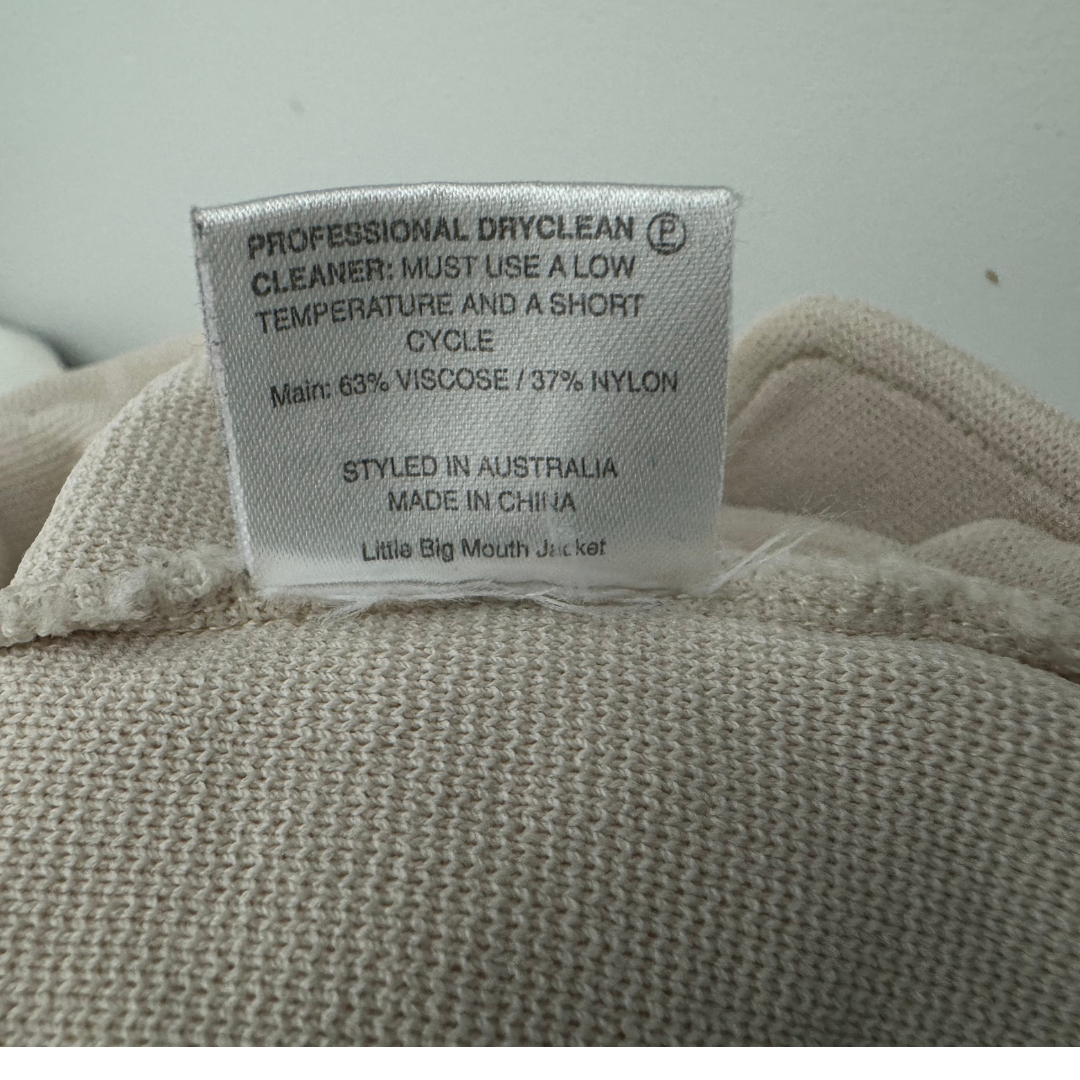 PROFESSIONAL DRYCLEAN Ⓟ
CLEANER: MUST USE A LOW
TEMPERATURE AND A SHORT
CYCLE
Main: 63% VISCOSE / 37% NYLON
STYLED IN AUSTRALIA
MADE IN CHINA
Little Big Mouth Jacket